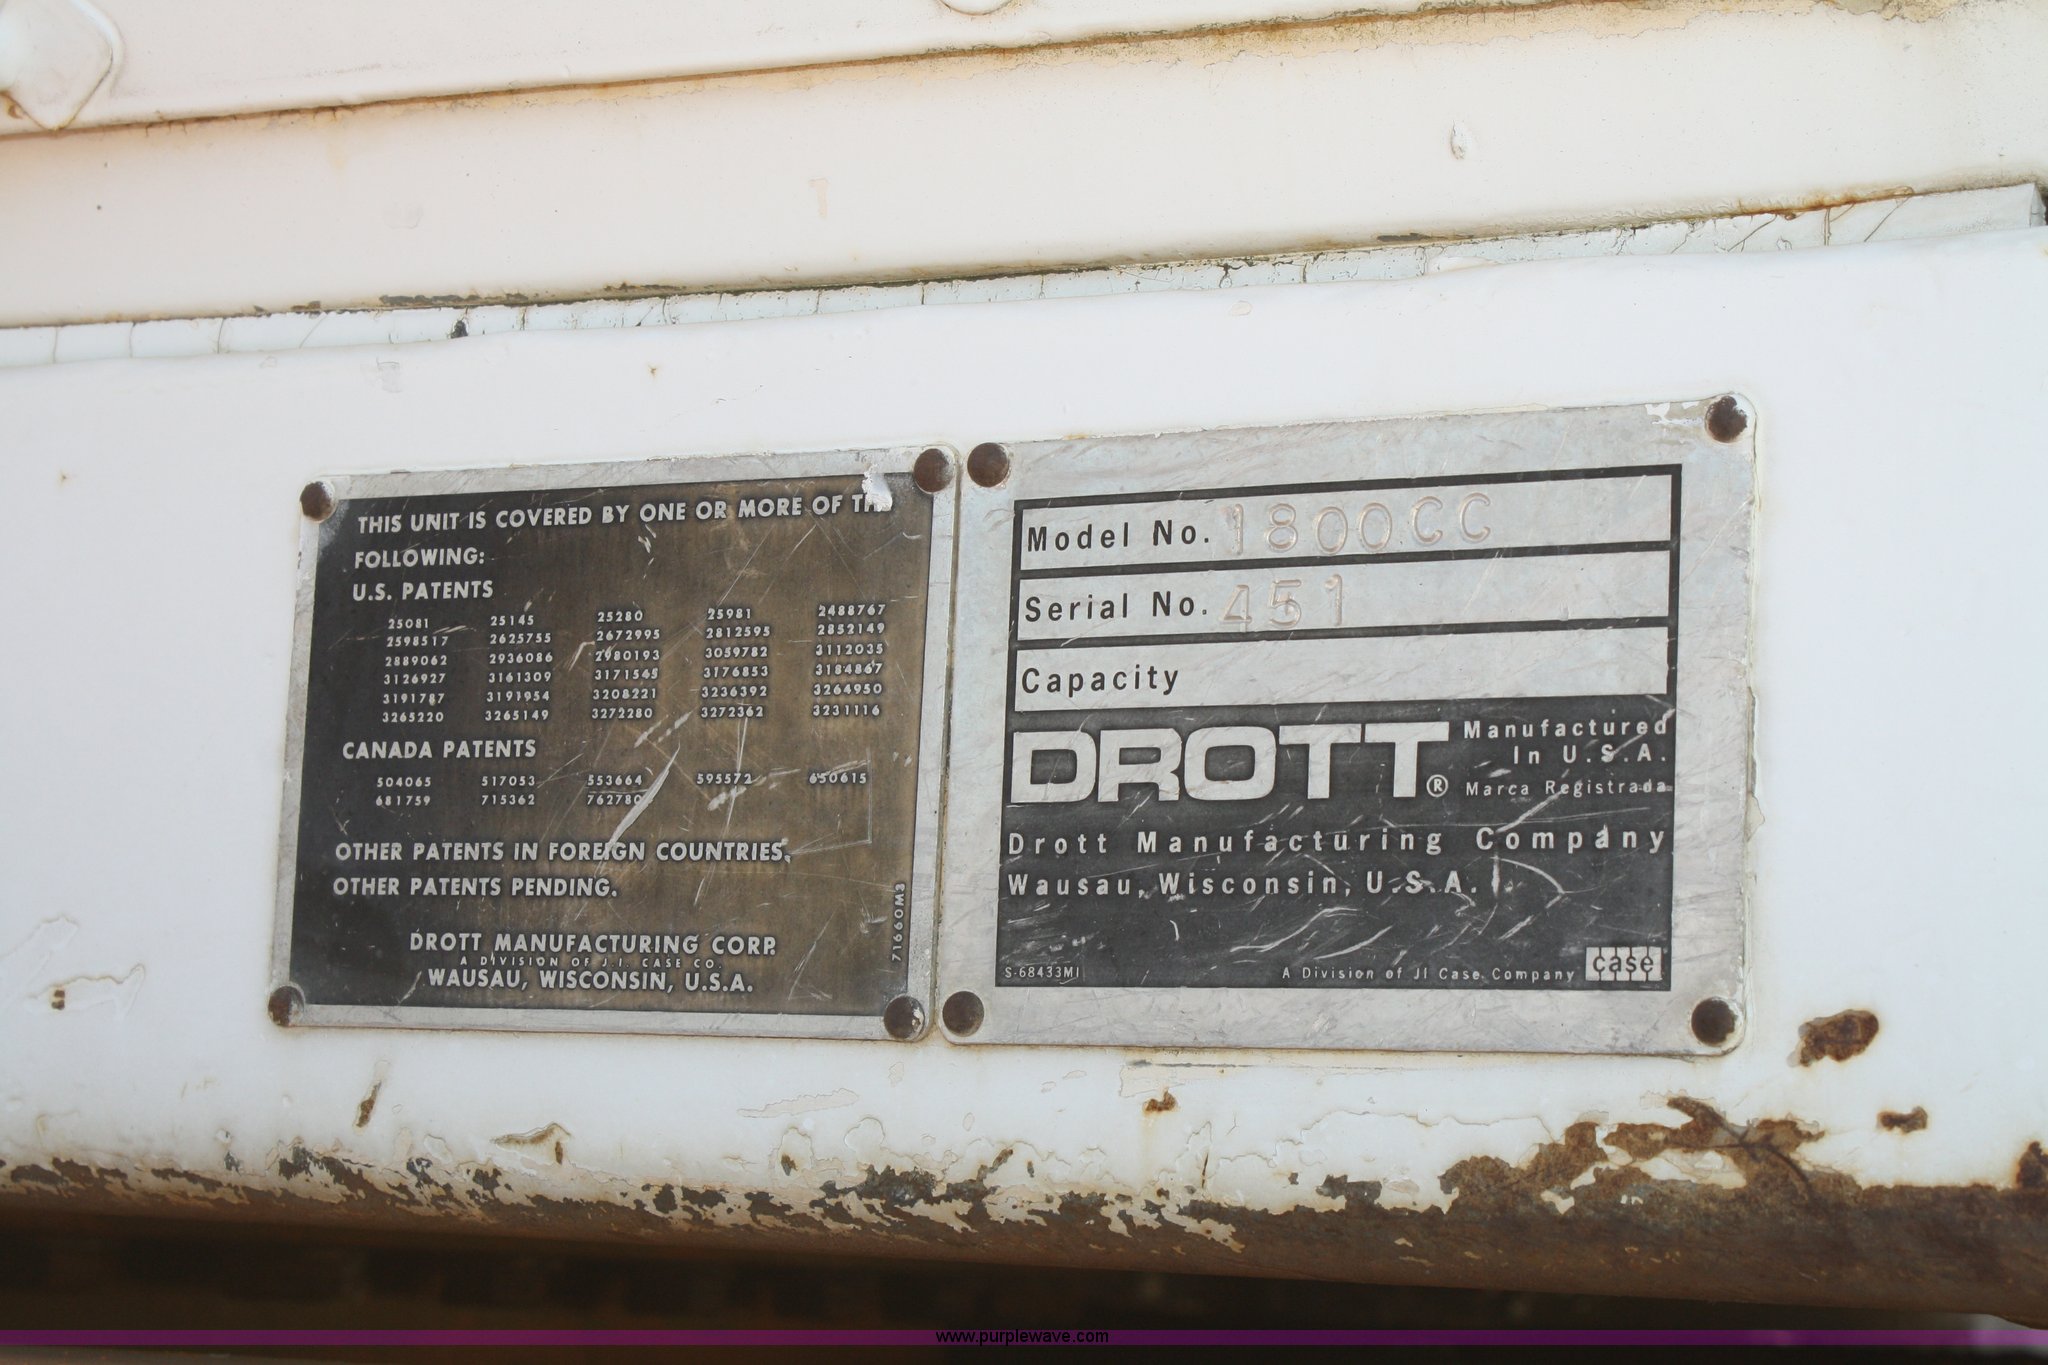 THIS UNIT IS COVERED BY ONE OR MORE OF THE
FOLLOWING:
U.S. PATENTS
25081 25145 25280 25981 2488767
2598517 2625755 2672995 2812595 2852149
2889062 2936086 2980193 3059782 3112035
3126927 3161309 3171545 3176853 3184867
3191787 3191954 3208221 3236392 3264950
3265220 3265149 3272280 3272362 3231116
CANADA PATENTS
504065 517053 553664 595572 650615
681759 715362 762780
OTHER PATENTS IN FOREIGN COUNTRIES.
OTHER PATENTS PENDING.
71660M3
DROTT MANUFACTURING CORP.
A DIVISION OF J.I. CASE CO.
WAUSAU, WISCONSIN, U.S.A.
Model No. 1800CC
Serial No. 451
Capacity
DROTT® Manufactured
In U.S.A.
Marca Registrada
Drott Manufacturing Company
Wausau, Wisconsin, U.S.A.
S-68433M1 A Division of JI Case Company case
www.purplewave.com